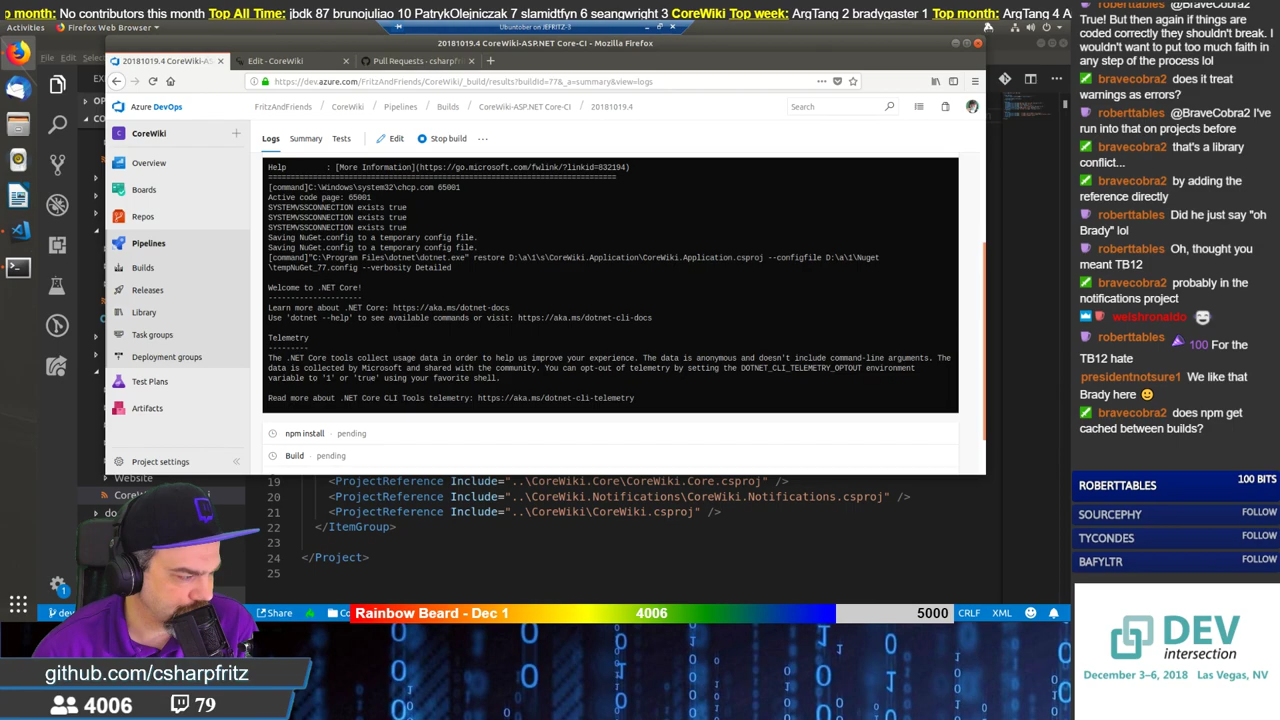 o month: No contributors this month Top All Time: jbdk 87 brunojuliao 10 PatrykOlejniczak 7 slamidtfyn 6 seangwright 3 CoreWiki Top week: ArgTang 2 bradygaster 1 Top month: ArgTang 4 A
Activities
Firefox Web Browser
Ubuntober on JEFRITZ-3
20181019.4 CoreWiki-ASP.NET Core-CI - Mozilla Firefox
20181019.4 CoreWiki-AS
Edit - CoreWiki
Pull Requests - csharpf
https://dev.azure.com/FritzAndFriends/CoreWiki/_build/results?buildId=77&_a=summary&view=logs
Azure DevOps
FritzAndFriends
CoreWiki
Pipelines
Builds
CoreWiki-ASP.NET Core-CI
20181019.4
Search
CoreWiki
Overview
Boards
Repos
Pipelines
Builds
Releases
Library
Task groups
Deployment groups
Test Plans
Artifacts
Project settings
Logs
Summary
Tests
Edit
Stop build
Help : [More Information](https://go.microsoft.com/fwlink/?linkid=832194)
==============================================================================
[command]C:\Windows\system32\chcp.com 65001
Active code page: 65001
SYSTEMVSSCONNECTION exists true
SYSTEMVSSCONNECTION exists true
SYSTEMVSSCONNECTION exists true
Saving NuGet.config to a temporary config file.
Saving NuGet.config to a temporary config file.
[command]"C:\Program Files\dotnet\dotnet.exe" restore D:\a\1\s\CoreWiki.Application\CoreWiki.Application.csproj --configfile D:\a\1\Nuget
\tempNuGet_77.config --verbosity Detailed
Welcome to .NET Core!
---------------------
Learn more about .NET Core: https://aka.ms/dotnet-docs
Use 'dotnet --help' to see available commands or visit: https://aka.ms/dotnet-cli-docs
Telemetry
---------
The .NET Core tools collect usage data in order to help us improve your experience. The data is anonymous and doesn't include command-line arguments. The
data is collected by Microsoft and shared with the community. You can opt-out of telemetry by setting the DOTNET_CLI_TELEMETRY_OPTOUT environment
variable to '1' or 'true' using your favorite shell.
Read more about .NET Core CLI Tools telemetry: https://aka.ms/dotnet-cli-telemetry
npm install pending
Build pending
Website
19 <ProjectReference Include="..\CoreWiki.Core\CoreWiki.Core.csproj" />
20 <ProjectReference Include="..\CoreWiki.Notifications\CoreWiki.Notifications.csproj" />
21 <ProjectReference Include="..\CoreWiki\CoreWiki.csproj" />
22 </ItemGroup>
23
24 </Project>
25
Share
CRLF
XML
Rainbow Beard - Dec 1
4006
5000
github.com/csharpfritz
4006
79
roberttables @BraveCobra2
True! But then again if things are
coded correctly they shouldn't break. I
wouldn't want to put too much faith in
any step of the process lol
bravecobra2 does it treat
warnings as errors?
roberttables @BraveCobra2 I've
run into that on projects before
bravecobra2 that's a library
conflict...
bravecobra2 by adding the
reference directly
roberttables Did he just say "oh
Brady" lol
roberttables Oh, thought you
meant TB12
bravecobra2 probably in the
notifications project
welshronaldo
roberttables 100 For the
TB12 hate
presidentnotsure1 We like that
Brady here
bravecobra2 does npm get
cached between builds?
ROBERTTABLES 100 BITS
SOURCEPHY FOLLOW
TYCONDES FOLLOW
BAFYLTR FOLLOW
DEV
intersection
December 3–6, 2018 Las Vegas, NV